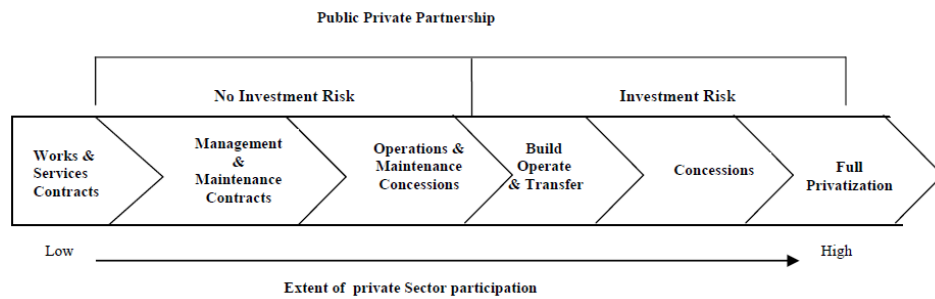 Public Private Partnership
No Investment Risk
Investment Risk
Works &
Services
Contracts
Management
&
Maintenance
Contracts
Operations &
Maintenance
Concessions
Build
Operate
& Transfer
Concessions
Full
Privatization
Low
High
Extent of private Sector participation